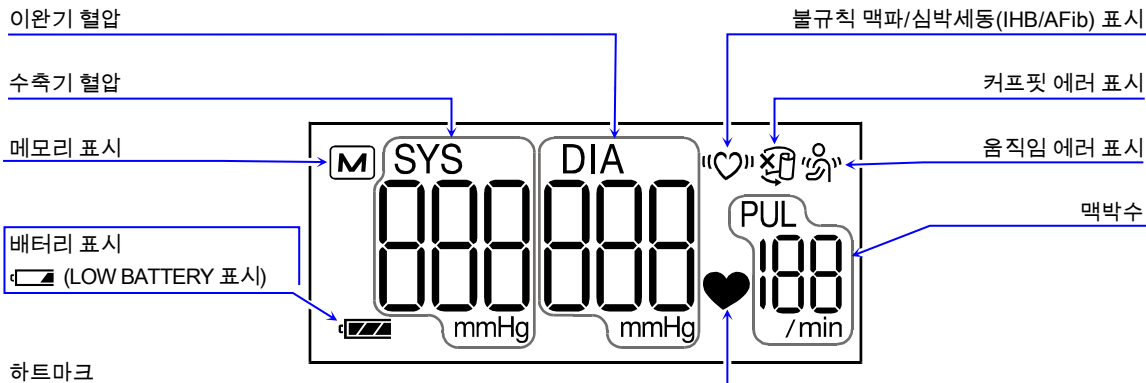 이완기 혈압
불규칙 맥파/심박세동(IHB/AFib) 표시
수축기 혈압
커프핏 에러 표시
메모리 표시
움직임 에러 표시
맥박수
배터리 표시
(LOW BATTERY 표시)
하트마크
M
SYS
DIA
PUL
888
888
188
mmHg
mmHg
/min